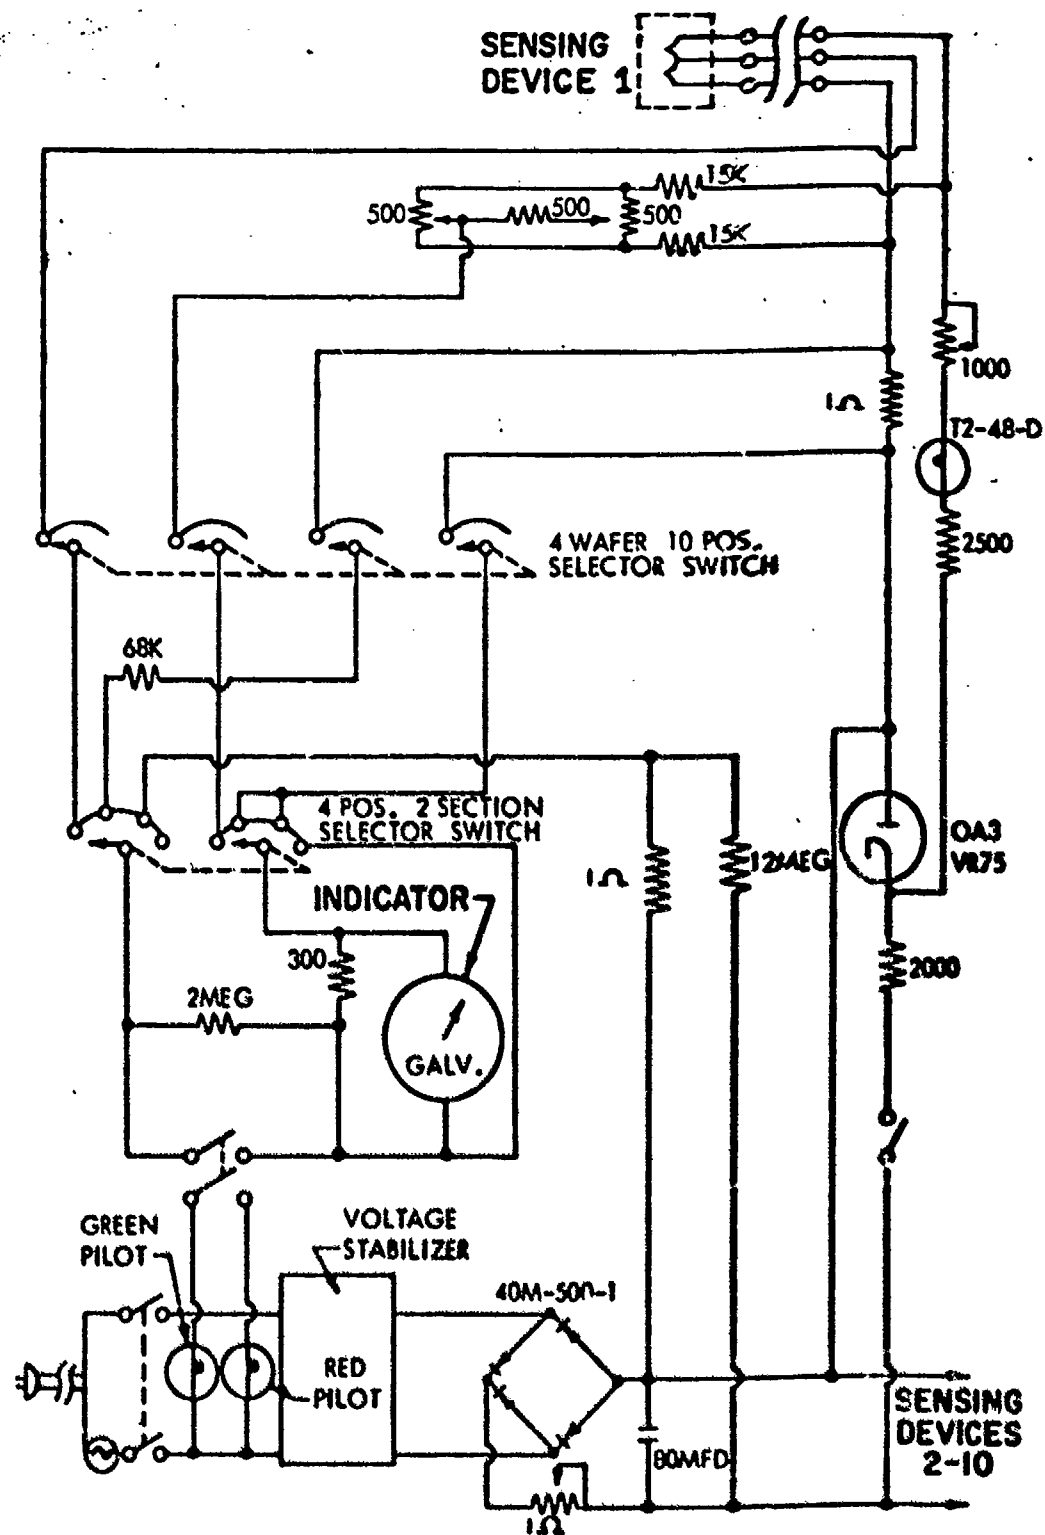 SENSING
DEVICE 1
15K
500
500
500
15K
1000
1Ω
T2-48-D
4 WAFER 10 POS.
SELECTOR SWITCH
2500
68K
4 POS. 2 SECTION
SELECTOR SWITCH
OA3
VR75
1Ω
12MEG
INDICATOR
300
2000
2MEG
GALV.
GREEN
PILOT
VOLTAGE
STABILIZER
40M-500-1
RED
PILOT
SENSING
DEVICES
2-10
80MFD
1Ω